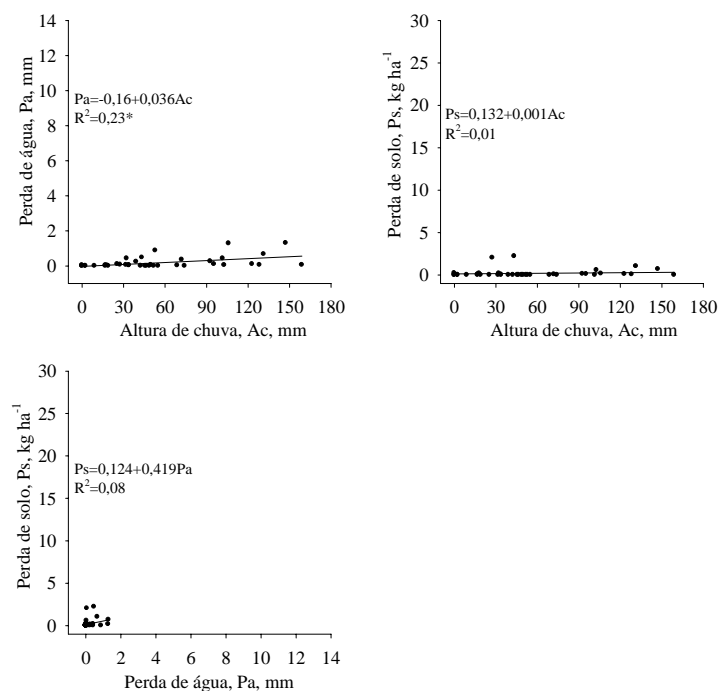 14
12
10
8
6
4
2
0
Perda de água, Pa, mm
Pa=-0,16+0,036Ac
R²=0,23*
0 30 60 90 120 150 180
Altura de chuva, Ac, mm
30
25
20
15
10
5
0
Perda de solo, Ps, kg ha⁻¹
Ps=0,132+0,001Ac
R²=0,01
0 30 60 90 120 150 180
Altura de chuva, Ac, mm
30
25
20
15
10
5
0
Perda de solo, Ps, kg ha⁻¹
Ps=0,124+0,419Pa
R²=0,08
0 2 4 6 8 10 12 14
Perda de água, Pa, mm